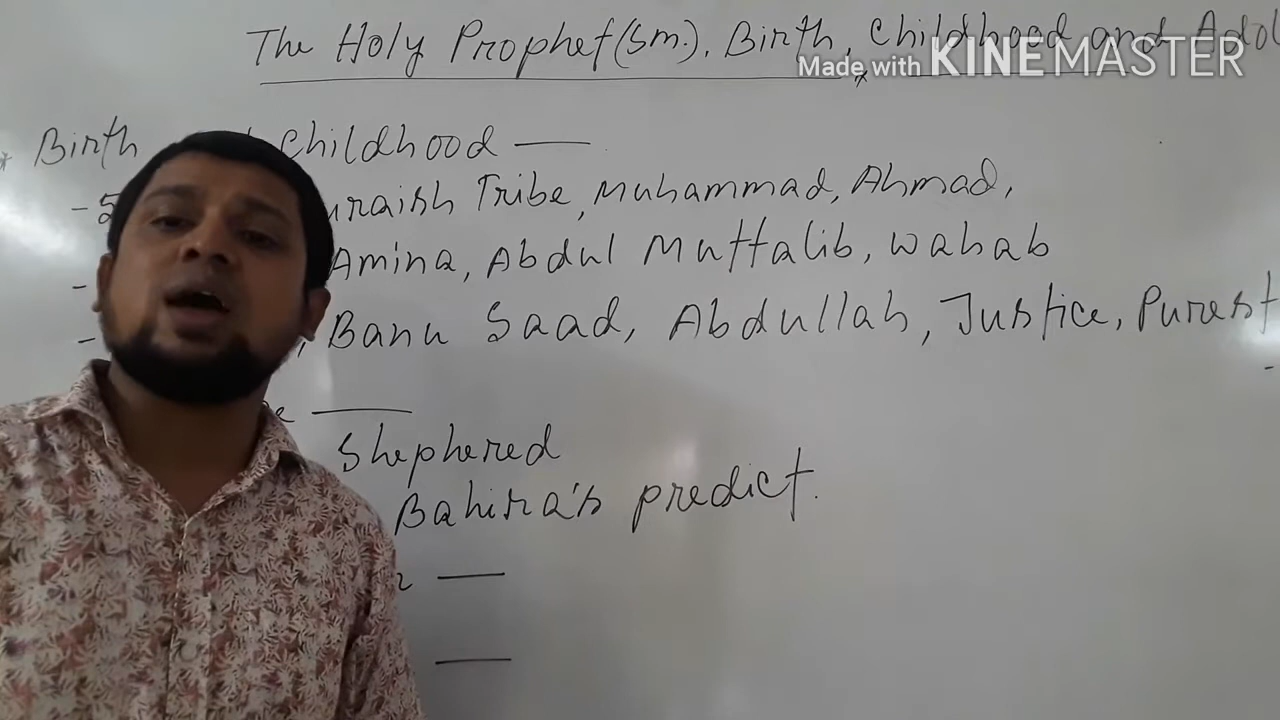 The Holy Prophet (Sm.), Birth, Childhood and Adol
Made with KINEMASTER
* Birth Childhood —
- Tribe, Muhammad, Ahmad,
- Amina, Abdul Muttalib, Wahab
- , Banu Saad, Abdullah, Justice, Purest
Shephered
Bahira's predict.